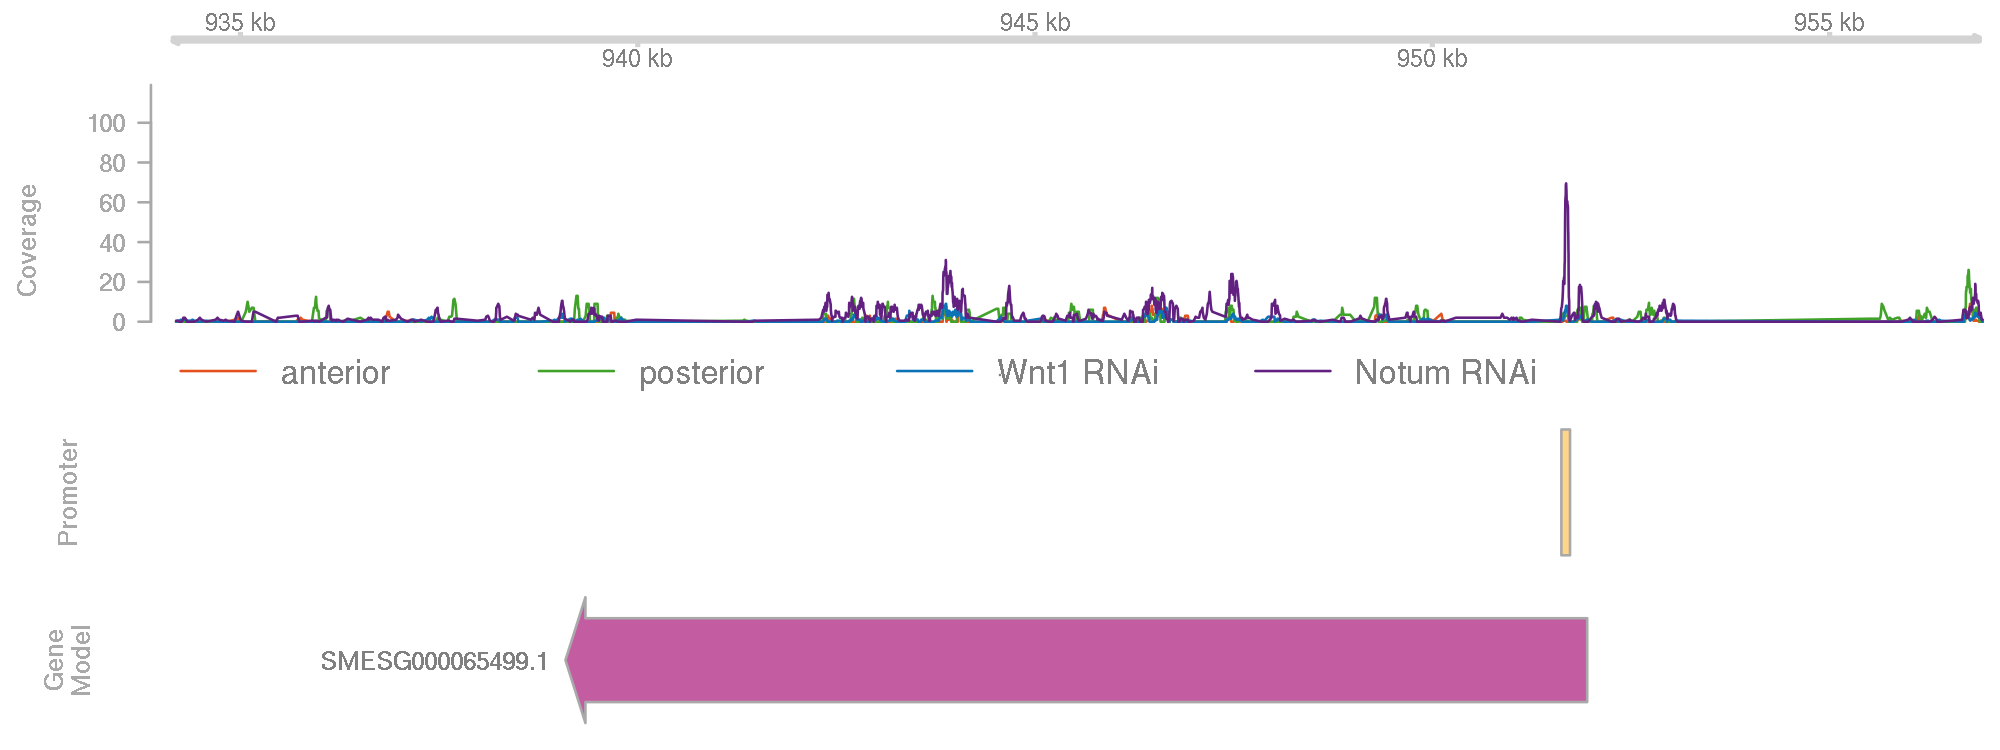 935 kb 945 kb 955 kb
940 kb 950 kb
Coverage
100
80
60
40
20
0
anterior posterior Wnt1 RNAi Notum RNAi
Promoter
Gene
Model
SMESG000065499.1